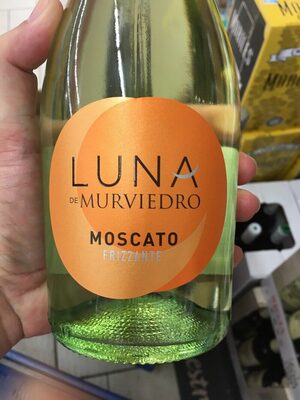 LUNA
DE MURVIEDRO
MOSCATO
FRIZZANTE